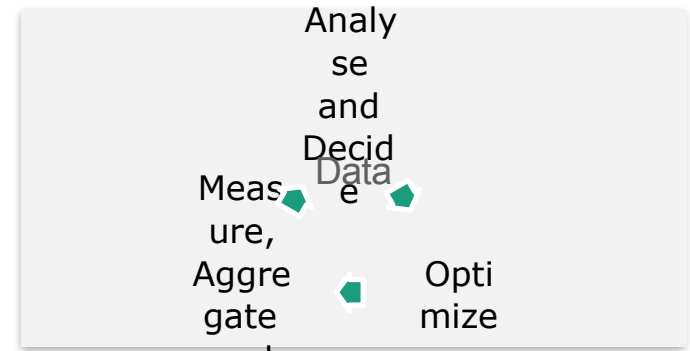 Analy
se
and
Decid
e
Data
Meas
ure,
Aggre
gate
Opti
mize